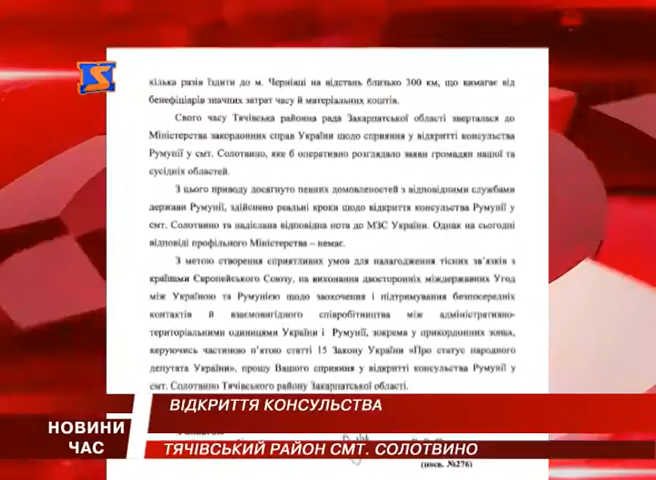 кілька разів їздити до м. Чернівці на відстань близько 300 км, що вимагає від
бенефіціарів значних затрат часу й матеріальних коштів.
Свого часу Тячівська районна рада Закарпатської області зверталася до
Міністерства закордонних справ України щодо сприяння у відкритті консульства
Румунії у смт. Солотвино, яке б оперативно розглядало заяви громадян нашої та
сусідніх областей.
З цього приводу досягнуто певних домовленостей з відповідними службами
держави Румунії, здійснено реальні кроки щодо відкриття консульства Румунії у
смт. Солотвино та надіслана відповідна нота до МЗС України. Однак на сьогодні
відповіді профільного Міністерства – немає.
З метою створення сприятливих умов для налагодження тісних зв'язків з
країнами Європейського Союзу, на виконання двосторонніх міждержавних Угод
між Україною та Румунією щодо заохочення і підтримування безпосередніх
контактів й взаємовигідного співробітництва між адміністративно-
територіальними одиницями України і Румунії, зокрема у прикордонних зонах,
керуючись частиною п'ятою статті 15 Закону України «Про статус народного
депутата України», прошу Вашого сприяння у відкритті консульства Румунії у
смт. Солотвино Тячівського району Закарпатської області.
ВІДКРИТТЯ КОНСУЛЬСТВА
НОВИНИ
ЧАС
ТЯЧІВСЬКИЙ РАЙОН СМТ. СОЛОТВИНО
(посв. №276)